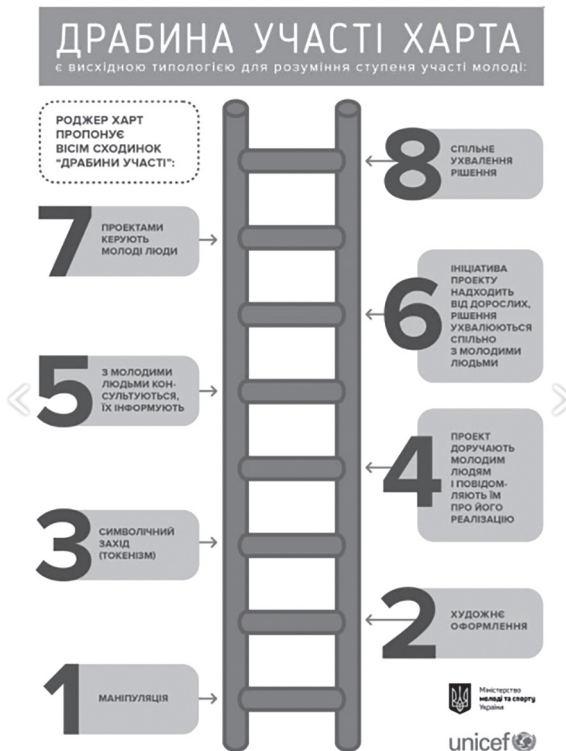 ДРАБИНА УЧАСТІ ХАРТА
є висхідною типологією для розуміння ступеня участі молоді:
РОДЖЕР ХАРТ
ПРОПОНУЄ
ВІСІМ СХОДИНОК
"ДРАБИНИ УЧАСТІ":
8
СПІЛЬНЕ
УХВАЛЕННЯ
РІШЕННЯ
7
ПРОЕКТАМИ
КЕРУЮТЬ
МОЛОДІ ЛЮДИ
6
ІНІЦІАТИВА
ПРОЕКТУ
НАДХОДИТЬ
ВІД ДОРОСЛИХ,
РІШЕННЯ
УХВАЛЮЮТЬСЯ
СПІЛЬНО
З МОЛОДИМИ
ЛЮДЬМИ
5
З МОЛОДИМИ
ЛЮДЬМИ КОН-
СУЛЬТУЮТЬСЯ,
ЇХ ІНФОРМУЮТЬ
4
ПРОЕКТ
ДОРУЧАЮТЬ
МОЛОДИМ
ЛЮДЯМ
І ПОВІДОМ-
ЛЯЮТЬ ЇМ
ПРО ЙОГО
РЕАЛІЗАЦІЮ
3
СИМВОЛІЧНИЙ
ЗАХІД
(ТОКЕНІЗМ)
2
ХУДОЖНЄ
ОФОРМЛЕННЯ
1
МАНІПУЛЯЦІЯ
Міністерство
молоді та спорту
України
unicef